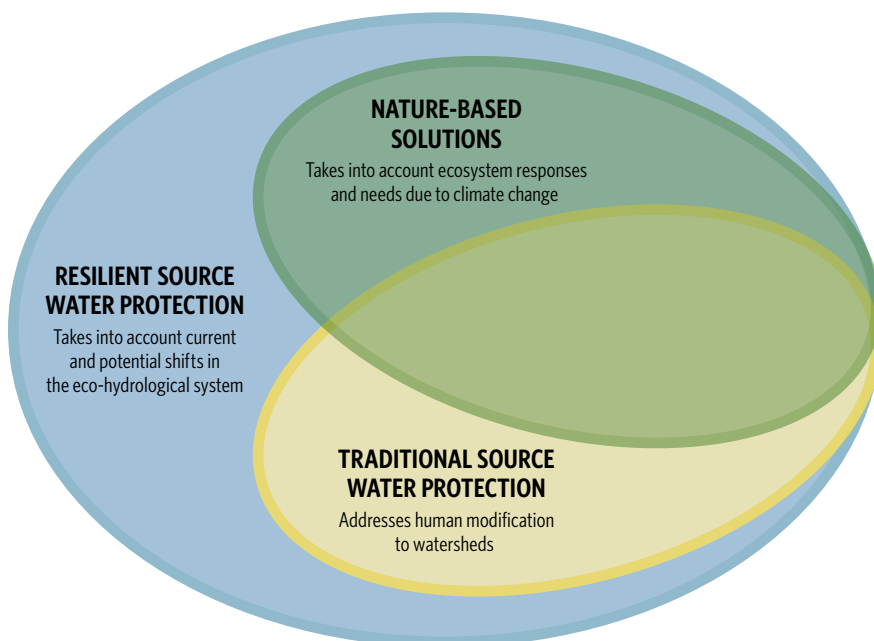 NATURE-BASED
SOLUTIONS
Takes into account ecosystem responses
and needs due to climate change
RESILIENT SOURCE
WATER PROTECTION
Takes into account current
and potential shifts in
the eco-hydrological system
TRADITIONAL SOURCE
WATER PROTECTION
Addresses human modification
to watersheds